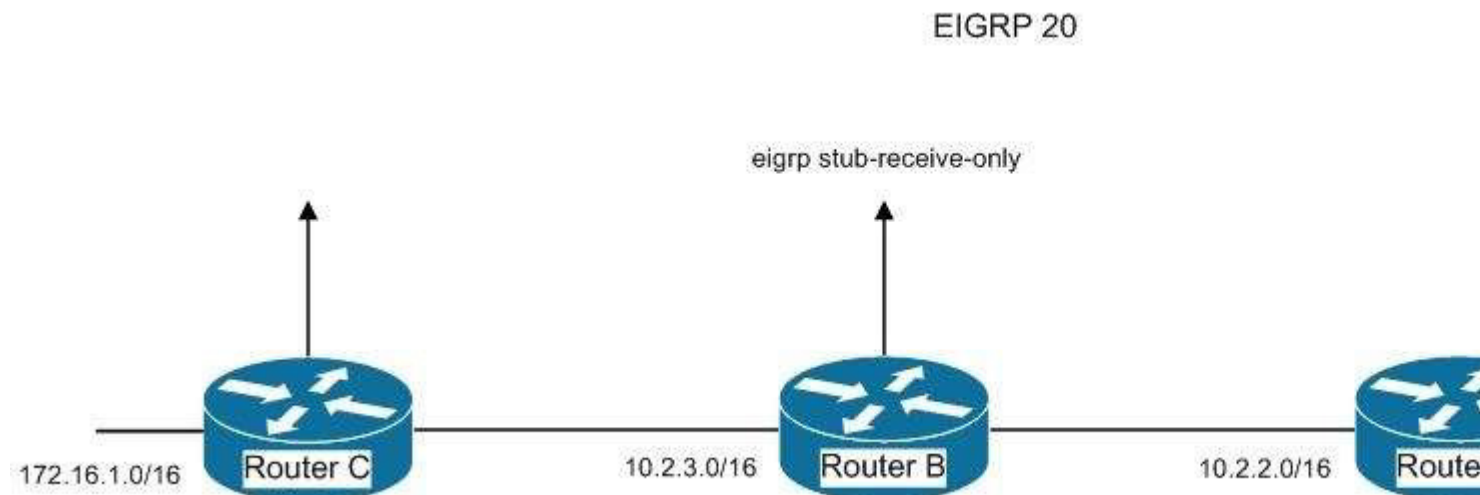 EIGRP 20
eigrp stub-receive-only
172.16.1.0/16
Router C
10.2.3.0/16
Router B
10.2.2.0/16
Route